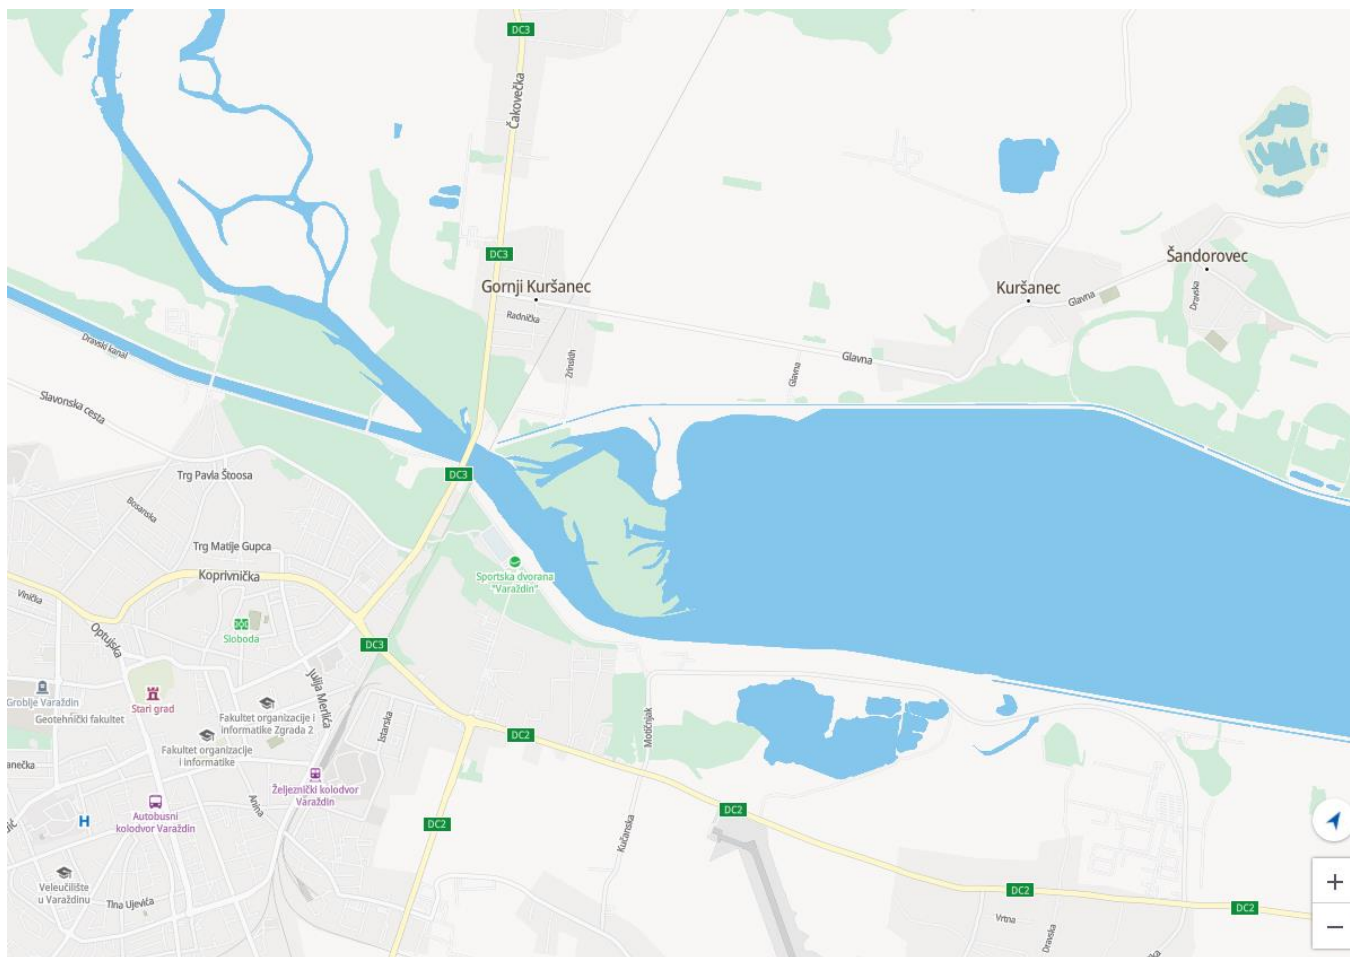 DC3
Čakovečka
DC3
Šandorovec
Gornji Kuršanec
Kuršanec
Glavna
Dravska
Radnička
Dravski kanal
Zrinskih
Glavna
Glavna
Slavonska cesta
Trg Pavla Štoosa
DC3
Bosanska
Trg Matije Gupca
Koprivnička
Sportska dvorana
"Varaždin"
Vinička
Optujska
Sloboda
DC3
Julija Merlića
Groblje Varaždin
Stari grad
Geotehnički fakultet
Fakultet organizacije i
informatike Zgrada 2
Istarska
Motičnjak
DC2
Fakultet organizacije
i informatike
Željeznički kolodvor
Varaždin
Anina
Autobusni
kolodvor Varaždin
H
DC2
DC2
Kučanska
Veleučilište
u Varaždinu
Tina Ujevića
DC2
DC2
Vrtna
Dravska
+
−